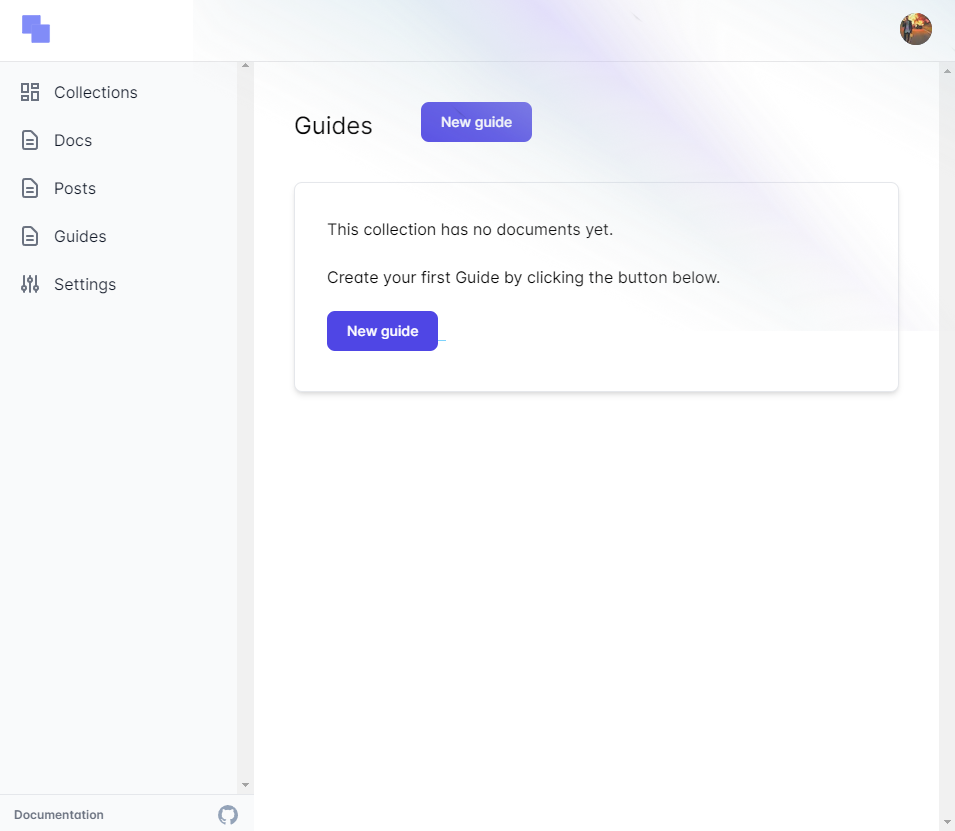 Collections
Docs
Posts
Guides
Settings
Guides
New guide
This collection has no documents yet.
Create your first Guide by clicking the button below.
New guide
Documentation